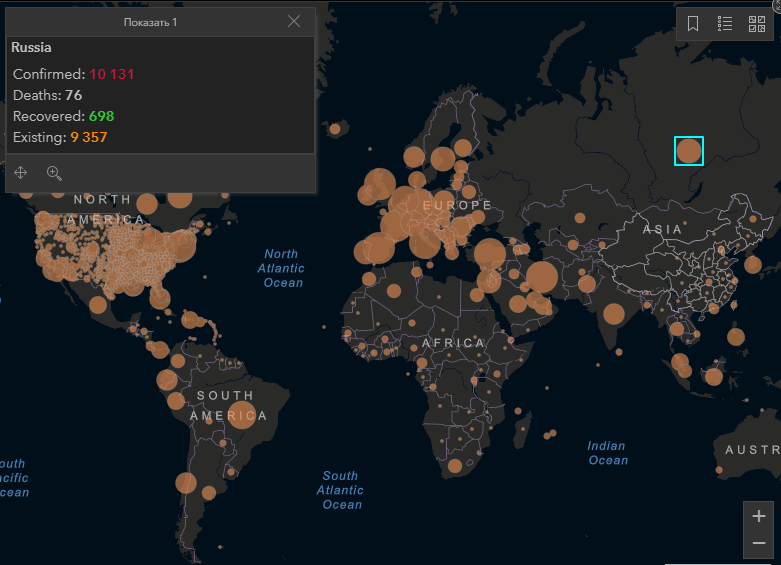 Показать 1
Russia
Confirmed: 10 131
Deaths: 76
Recovered: 698
Existing: 9 357
NORTH
AMERICA
EUROPE
ASIA
North
Atlantic
Ocean
AFRICA
SOUTH
AMERICA
Indian
Ocean
AUSTR
outh
acific
cean
South
Atlantic
Ocean
+
−